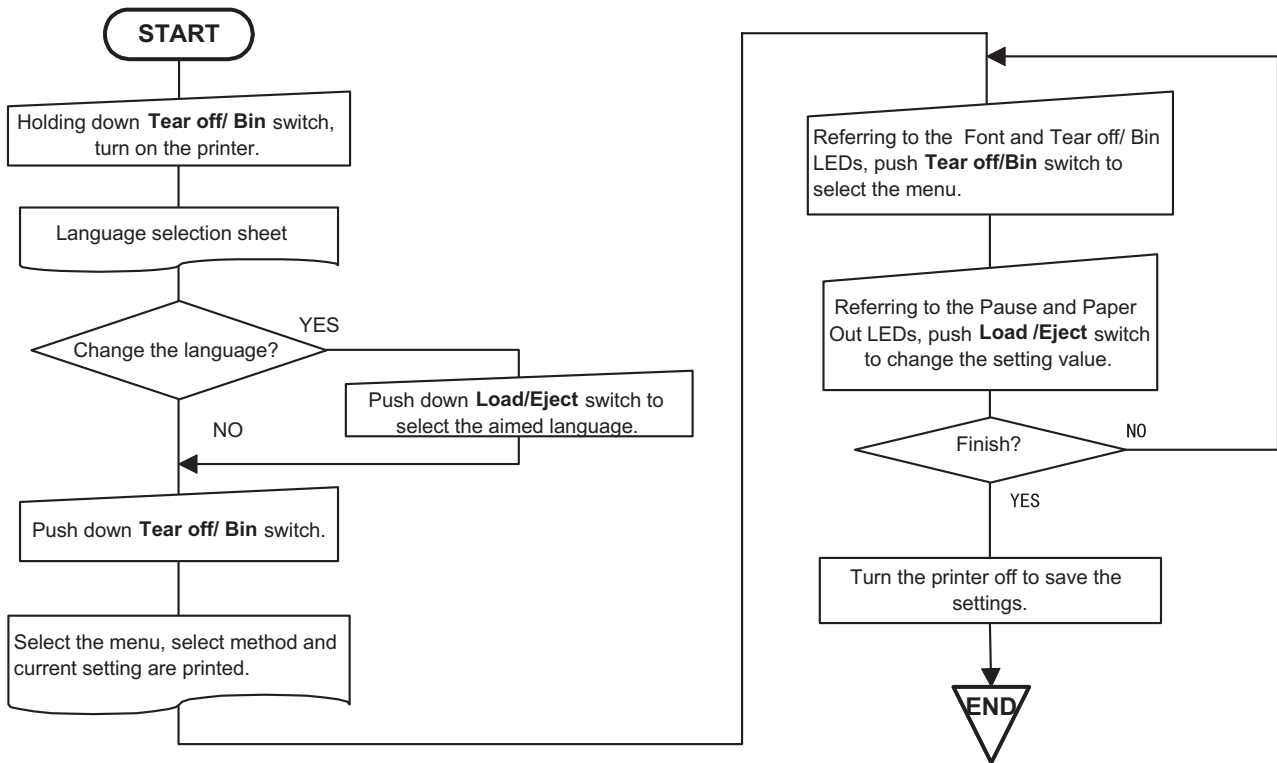 START
Holding down Tear off/ Bin switch,
turn on the printer.
Language selection sheet
YES
Change the language?
Push down Load/Eject switch to
select the aimed language.
NO
Push down Tear off/ Bin switch.
Select the menu, select method and
current setting are printed.
Referring to the Font and Tear off/ Bin
LEDs, push Tear off/Bin switch to
select the menu.
Referring to the Pause and Paper
Out LEDs, push Load /Eject switch
to change the setting value.
Finish?
NO
YES
Turn the printer off to save the
settings.
END